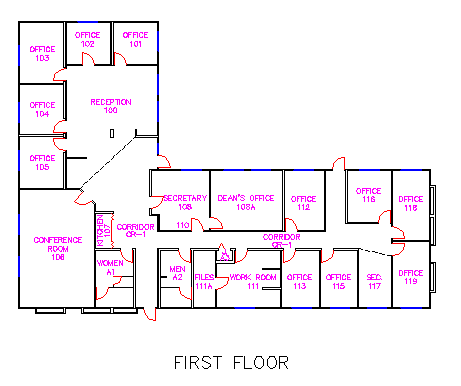 OFFICE
102
OFFICE
101
OFFICE
103
RECEPTION
100
OFFICE
104
OFFICE
105
SECRETARY
108
110
DEAN'S OFFICE
108A
OFFICE
112
OFFICE
116
OFFICE
118
KITCHEN
107
CORRIDOR
CR-1
CONFERENCE
ROOM
106
CORRIDOR
CR-1
WOMEN
A1
MEN
A2
FILES
111A
WORK ROOM
111
OFFICE
113
OFFICE
115
SEC.
117
OFFICE
119
FIRST FLOOR